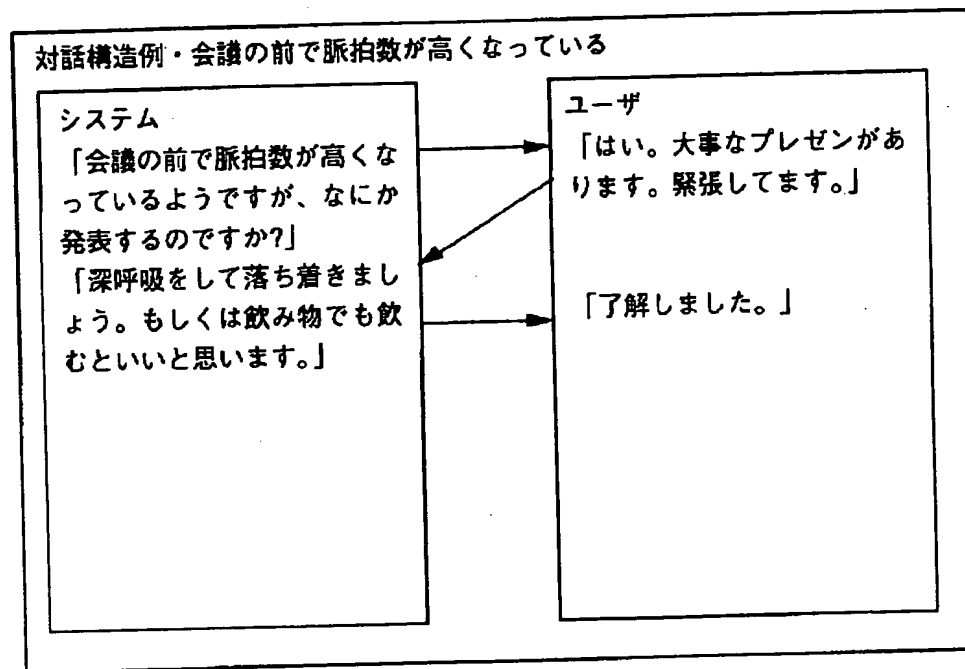 対話構造例・会議の前で脈拍数が高くなっている
システム
「会議の前で脈拍数が高くな
っているようですが、なにか
発表するのですか?」
「深呼吸をして落ち着きまし
ょう。もしくは飲み物でも飲
むといいと思います。」
ユーザ
「はい。大事なプレゼンがあ
ります。緊張してます。」
「了解しました。」